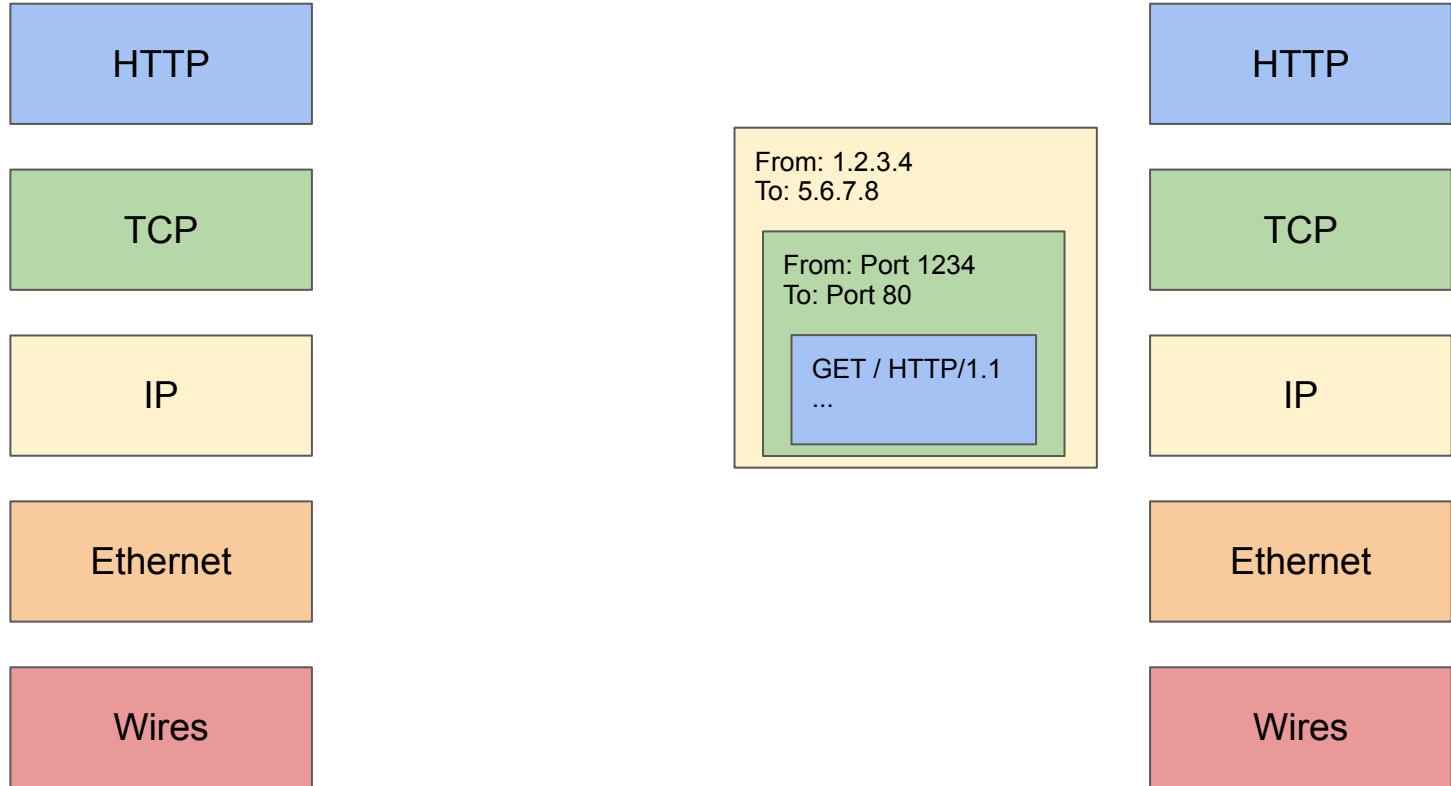 HTTP
TCP
IP
Ethernet
Wires
From: 1.2.3.4
To: 5.6.7.8
From: Port 1234
To: Port 80
GET / HTTP/1.1
...
HTTP
TCP
IP
Ethernet
Wires